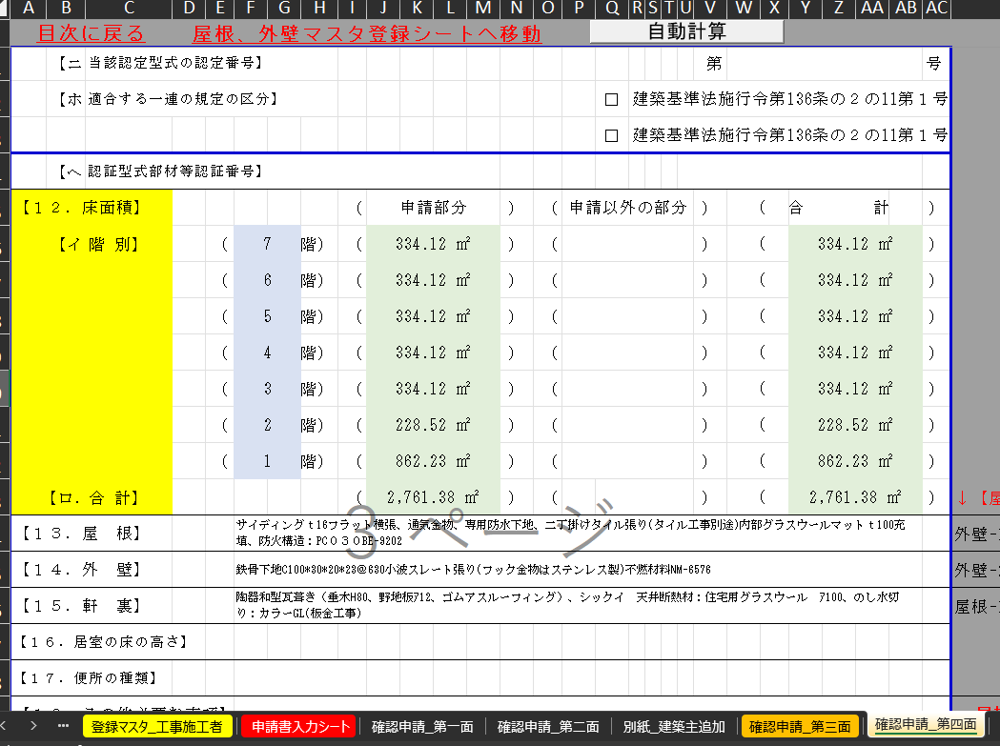 A B C D E F G H I J K L M N O P Q R S T U V W X Y Z AA AB AC
目次に戻る 屋根、外壁マスタ登録シートへ移動 自動計算
【ニ 当該認定型式の認定番号】 第 号
【ホ 適合する一連の規定の区分】 □ 建築基準法施行令第136条の２の11第１号
□ 建築基準法施行令第136条の２の11第１号
【ヘ 認証型式部材等認証番号】
【１２．床面積】 ( 申請部分 ) ( 申請以外の部分 ) ( 合 計 )
【イ 階 別】 ( 7 階) ( 334.12 ㎡ ) ( ) ( 334.12 ㎡ )
( 6 階) ( 334.12 ㎡ ) ( ) ( 334.12 ㎡ )
( 5 階) ( 334.12 ㎡ ) ( ) ( 334.12 ㎡ )
( 4 階) ( 334.12 ㎡ ) ( ) ( 334.12 ㎡ )
( 3 階) ( 334.12 ㎡ ) ( ) ( 334.12 ㎡ )
( 2 階) ( 228.52 ㎡ ) ( ) ( 228.52 ㎡ )
( 1 階) ( 862.23 ㎡ ) ( ) ( 862.23 ㎡ )
【ロ．合 計】 ( 2,761.38 ㎡ ) ( ) ( 2,761.38 ㎡ ) ↓ 【屋
3 ページ
【１３．屋 根】 サイディングｔ16フラット横張、通気金物、専用防水下地、二丁掛けタイル張り(タイル工事別途)内部グラスウールマットｔ100充
填、防火構造：PC０３０BE-9202 外壁-
【１４．外 壁】 鉄骨下地C100*30*20*23@630小波スレート張り(フック金物はステンレス製)不燃材料NM-6576 外壁-
【１５．軒 裏】 陶器和型瓦葺き（垂木H80、野地板712、ゴムアスルーフィング）、シックイ 天井断熱材：住宅用グラスウール 7100、のし水切
り：カラーGL(板金工事) 屋根-
【１６．居室の床の高さ】
【１７．便所の種類】
登録マスタ_工事施工者 申請書入力シート 確認申請_第一面 確認申請_第二面 別紙_建築主追加 確認申請_第三面 確認申請_第四面